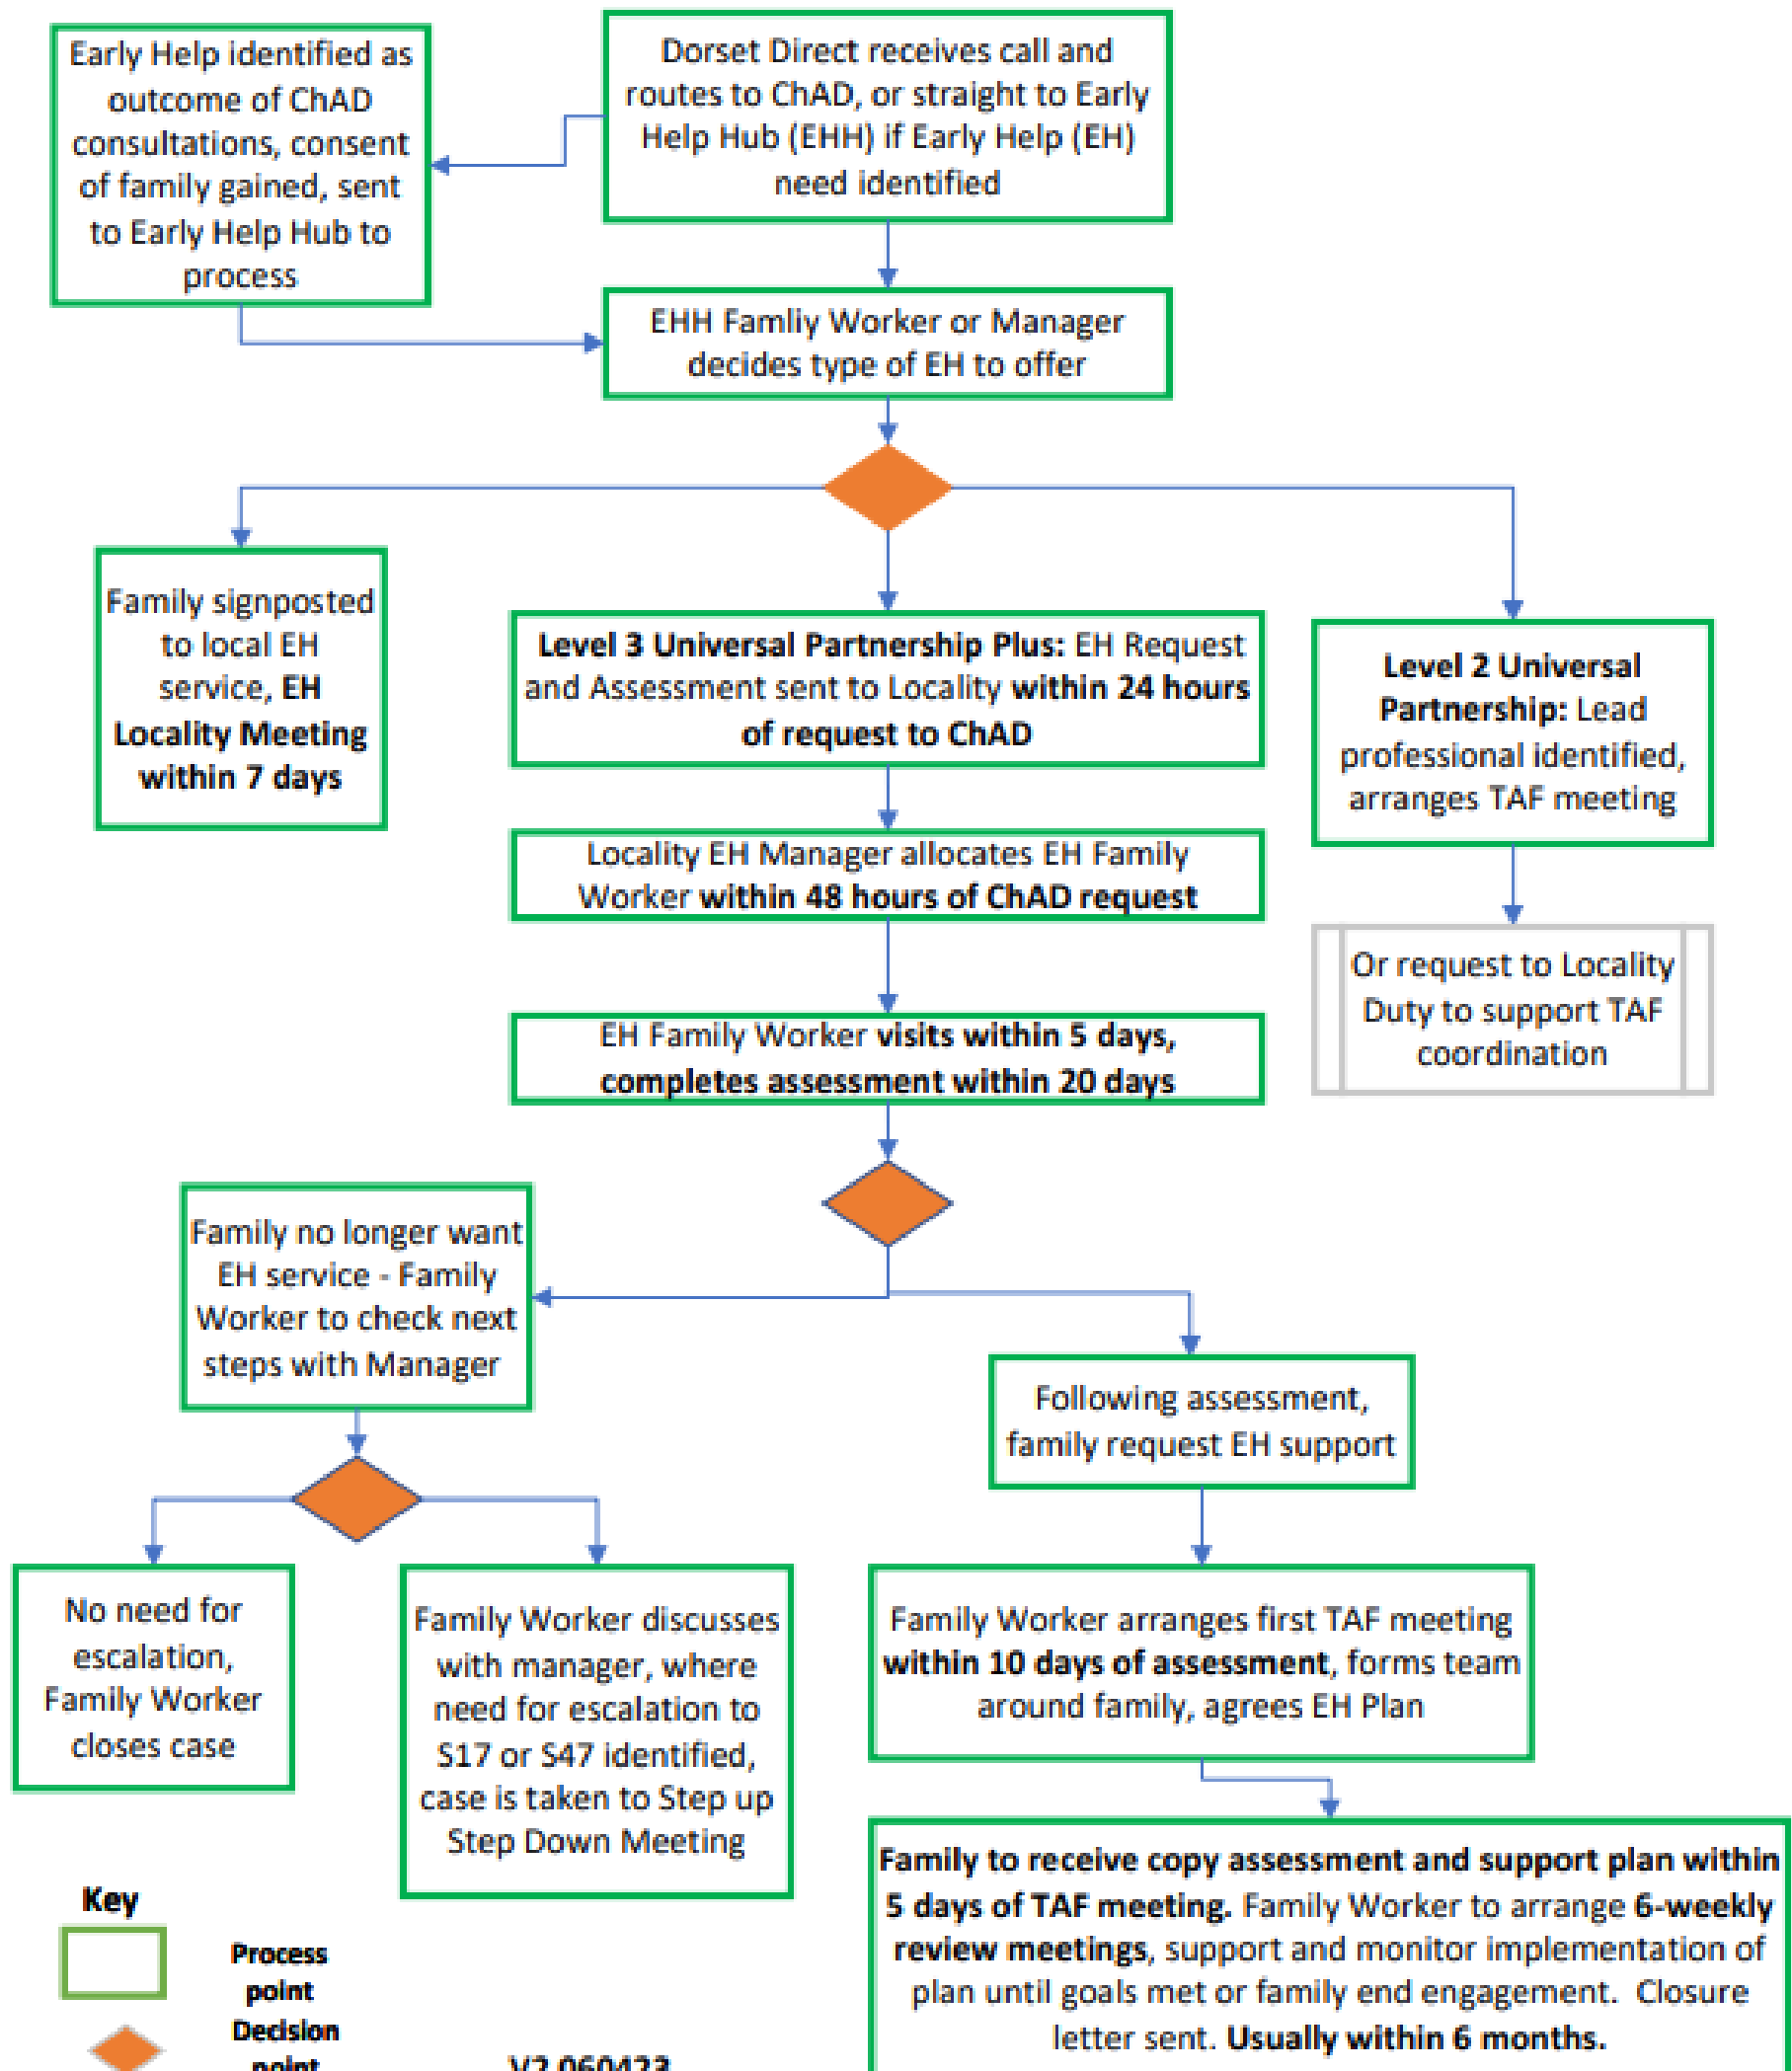 Early Help identified as
outcome of ChAD
consultations, consent
of family gained, sent
to Early Help Hub to
process
Dorset Direct receives call and
routes to ChAD, or straight to Early
Help Hub (EHH) if Early Help (EH)
need identified
EHH Famliy Worker or Manager
decides type of EH to offer
Family signposted
to local EH
service, EH
Locality Meeting
within 7 days
Level 3 Universal Partnership Plus: EH Request
and Assessment sent to Locality within 24 hours
of request to ChAD
Level 2 Universal
Partnership: Lead
professional identified,
arranges TAF meeting
Locality EH Manager allocates EH Family
Worker within 48 hours of ChAD request
Or request to Locality
Duty to support TAF
coordination
EH Family Worker visits within 5 days,
completes assessment within 20 days
Family no longer want
EH service - Family
Worker to check next
steps with Manager
Following assessment,
family request EH support
No need for
escalation,
Family Worker
closes case
Family Worker discusses
with manager, where
need for escalation to
S17 or S47 identified,
case is taken to Step up
Step Down Meeting
Family Worker arranges first TAF meeting
within 10 days of assessment, forms team
around family, agrees EH Plan
Family to receive copy assessment and support plan within
5 days of TAF meeting. Family Worker to arrange 6-weekly
review meetings, support and monitor implementation of
plan until goals met or family end engagement. Closure
letter sent. Usually within 6 months.
Key
Process
point
Decision
point
V2 060423